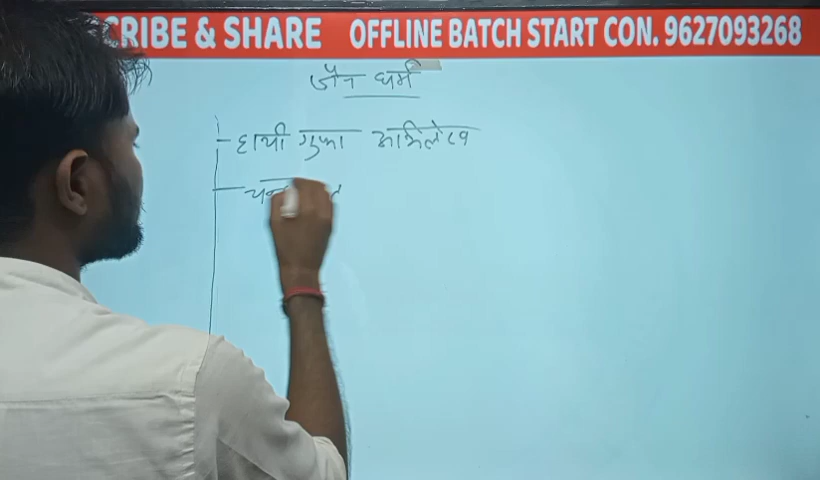 CRIBE & SHARE OFFLINE BATCH START CON. 9627093268
जैन धर्म
हाथी गुफा अभिलेख